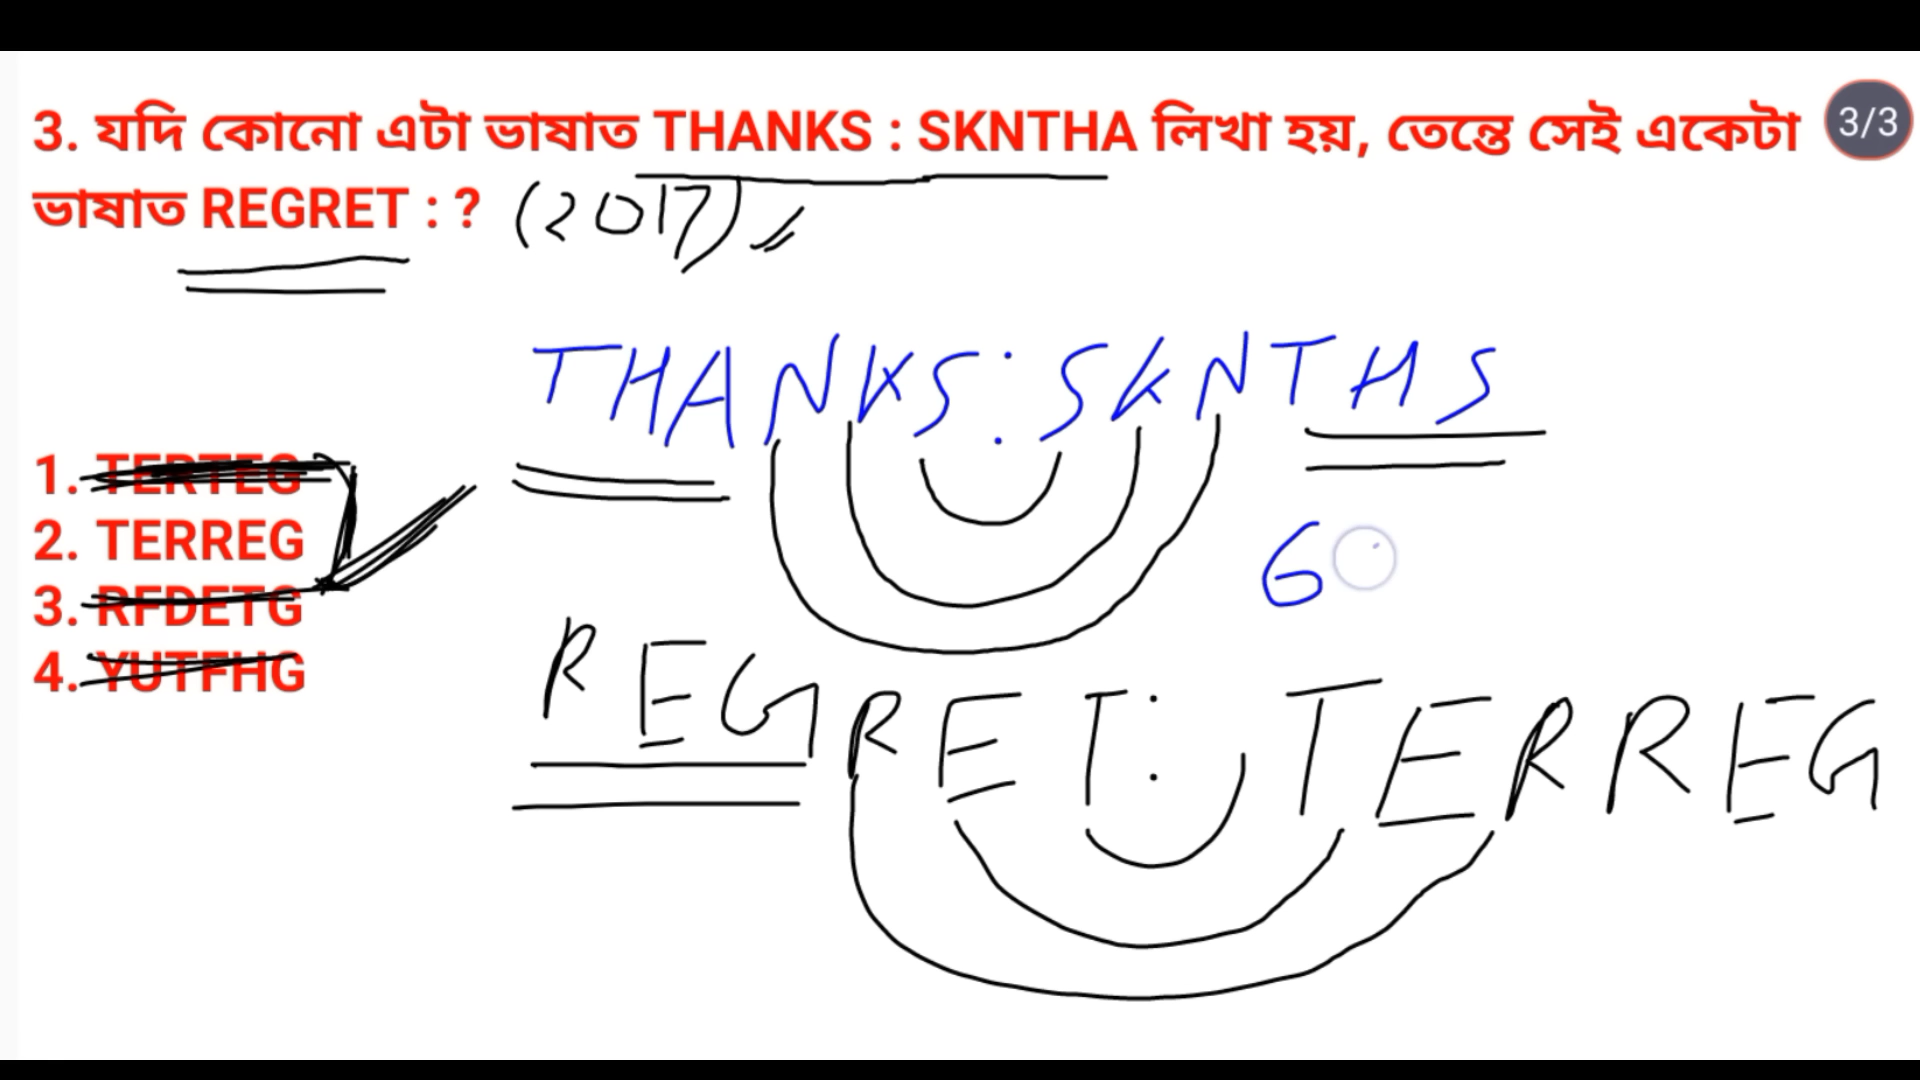 3. যদি কোনো এটা ভাষাত THANKS : SKNTHA লিখা হয়, তেন্তে সেই একেটা
3/3
ভাষাত REGRET : ?
(2017)
THANKS : SKNTHS
1. TERTEG
2. TERREG
6
3. RFDETG
4. YUTFHG
REGRET : TERREG